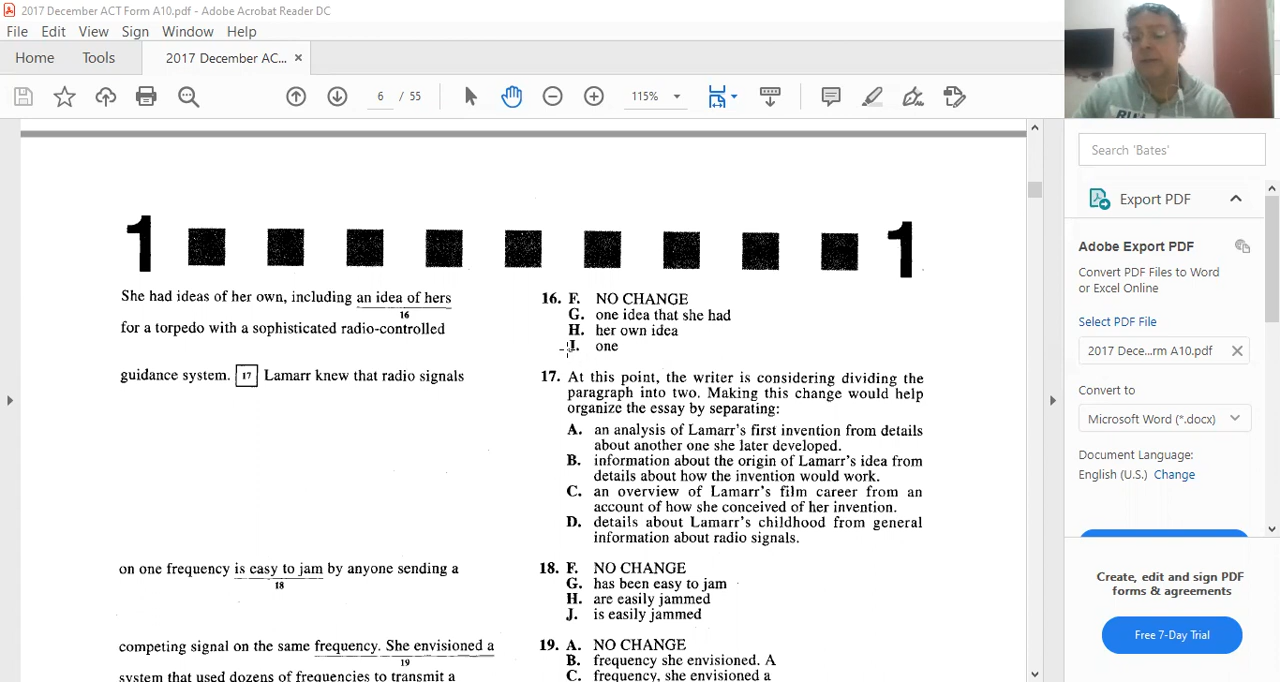 2017 December ACT Form A10.pdf - Adobe Acrobat Reader DC
File Edit View Sign Window Help
Home Tools 2017 December AC... ×
6 / 55 115%
1 1
She had ideas of her own, including an idea of hers
16
for a torpedo with a sophisticated radio-controlled
guidance system. 17 Lamarr knew that radio signals
on one frequency is easy to jam by anyone sending a
18
competing signal on the same frequency. She envisioned a
19
system that used dozens of frequencies to transmit a
16. F. NO CHANGE
G. one idea that she had
H. her own idea
J. one
17. At this point, the writer is considering dividing the
paragraph into two. Making this change would help
organize the essay by separating:
A. an analysis of Lamarr's first invention from details
about another one she later developed.
B. information about the origin of Lamarr's idea from
details about how the invention would work.
C. an overview of Lamarr's film career from an
account of how she conceived of her invention.
D. details about Lamarr's childhood from general
information about radio signals.
18. F. NO CHANGE
G. has been easy to jam
H. are easily jammed
J. is easily jammed
19. A. NO CHANGE
B. frequency she envisioned. A
C. frequency, she envisioned a
Search 'Bates'
Export PDF
Adobe Export PDF
Convert PDF Files to Word
or Excel Online
Select PDF File
2017 Dece...rm A10.pdf ×
Convert to
Microsoft Word (*.docx)
Document Language:
English (U.S.) Change
Create, edit and sign PDF
forms & agreements
Free 7-Day Trial